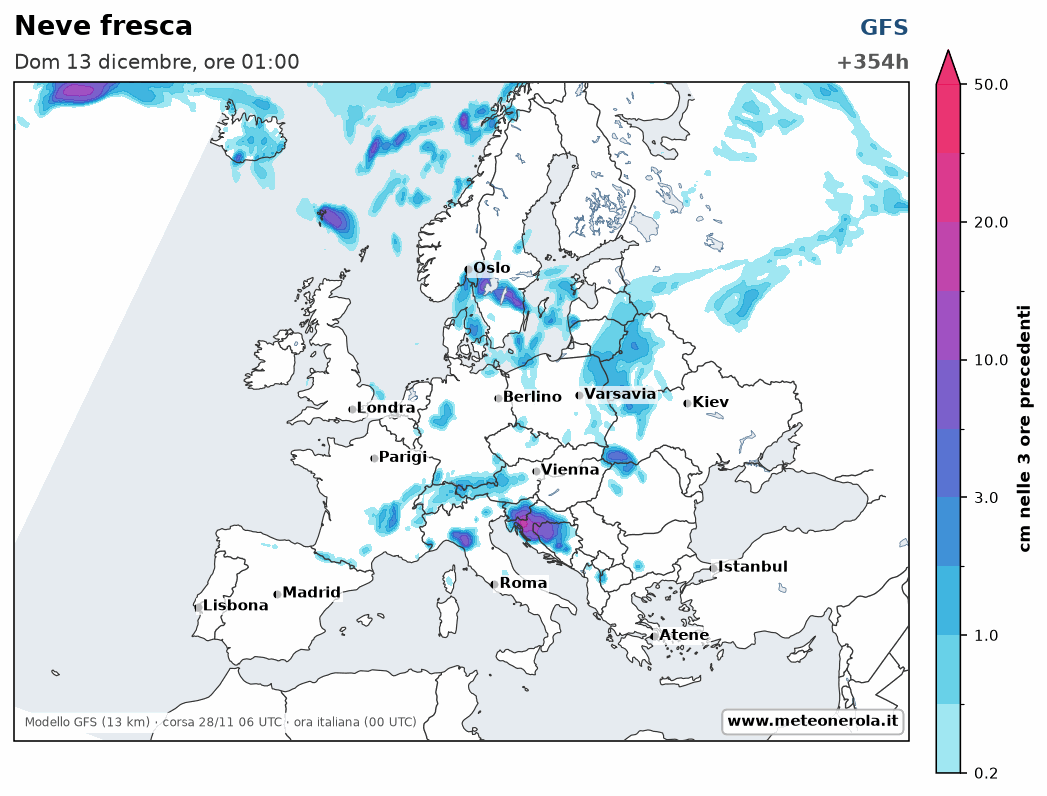 Neve fresca
GFS
Dom 13 dicembre, ore 01:00
+354h
50.0
20.0
10.0
3.0
1.0
0.2
cm nelle 3 ore precedenti
Oslo
Berlino
Varsavia
Kiev
Londra
Parigi
Vienna
Istanbul
Roma
Madrid
Lisbona
Atene
Modello GFS (13 km) · corsa 28/11 06 UTC · ora italiana (00 UTC)
www.meteonerola.it